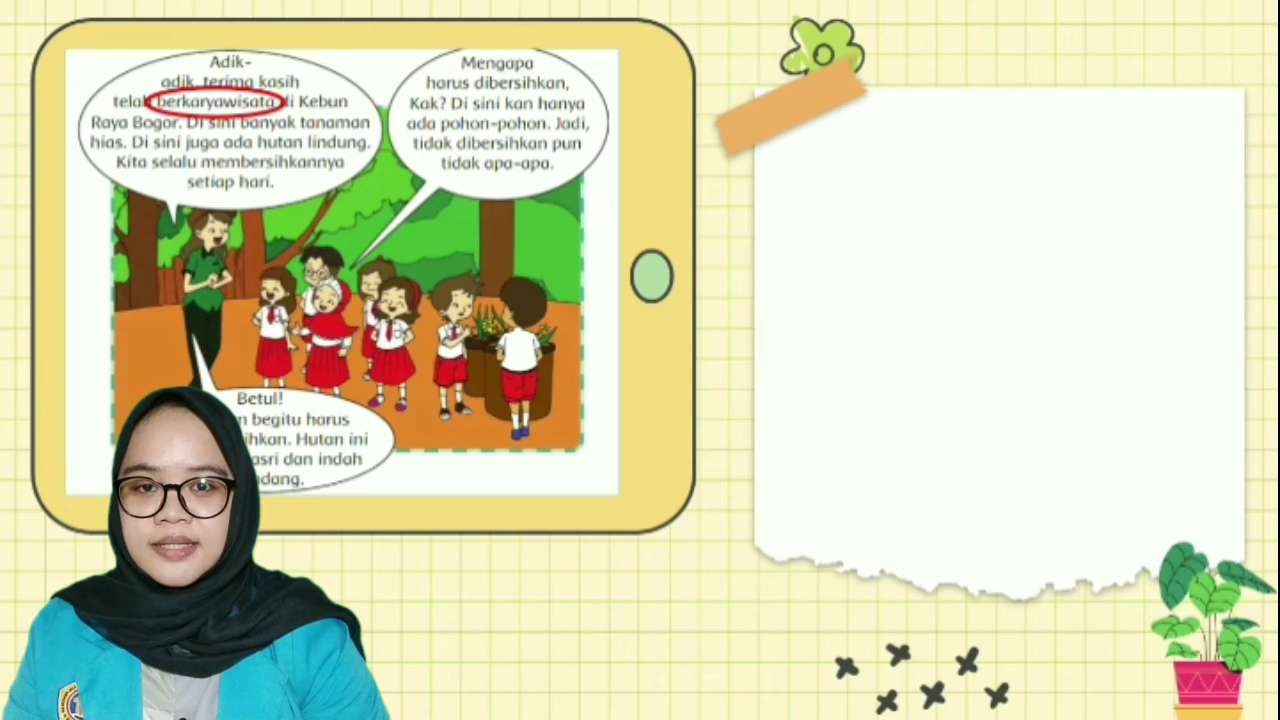 Adik-
adik, terima kasih
telah berkaryawisata di Kebun
Raya Bogor. Di sini banyak tanaman
hias. Di sini juga ada hutan lindung.
Kita selalu membersihkannya
setiap hari.
Mengapa
harus dibersihkan,
Kak? Di sini kan hanya
ada pohon-pohon. Jadi,
tidak dibersihkan pun
tidak apa-apa.
Betul!
begitu harus
Hutan ini
asri dan indah